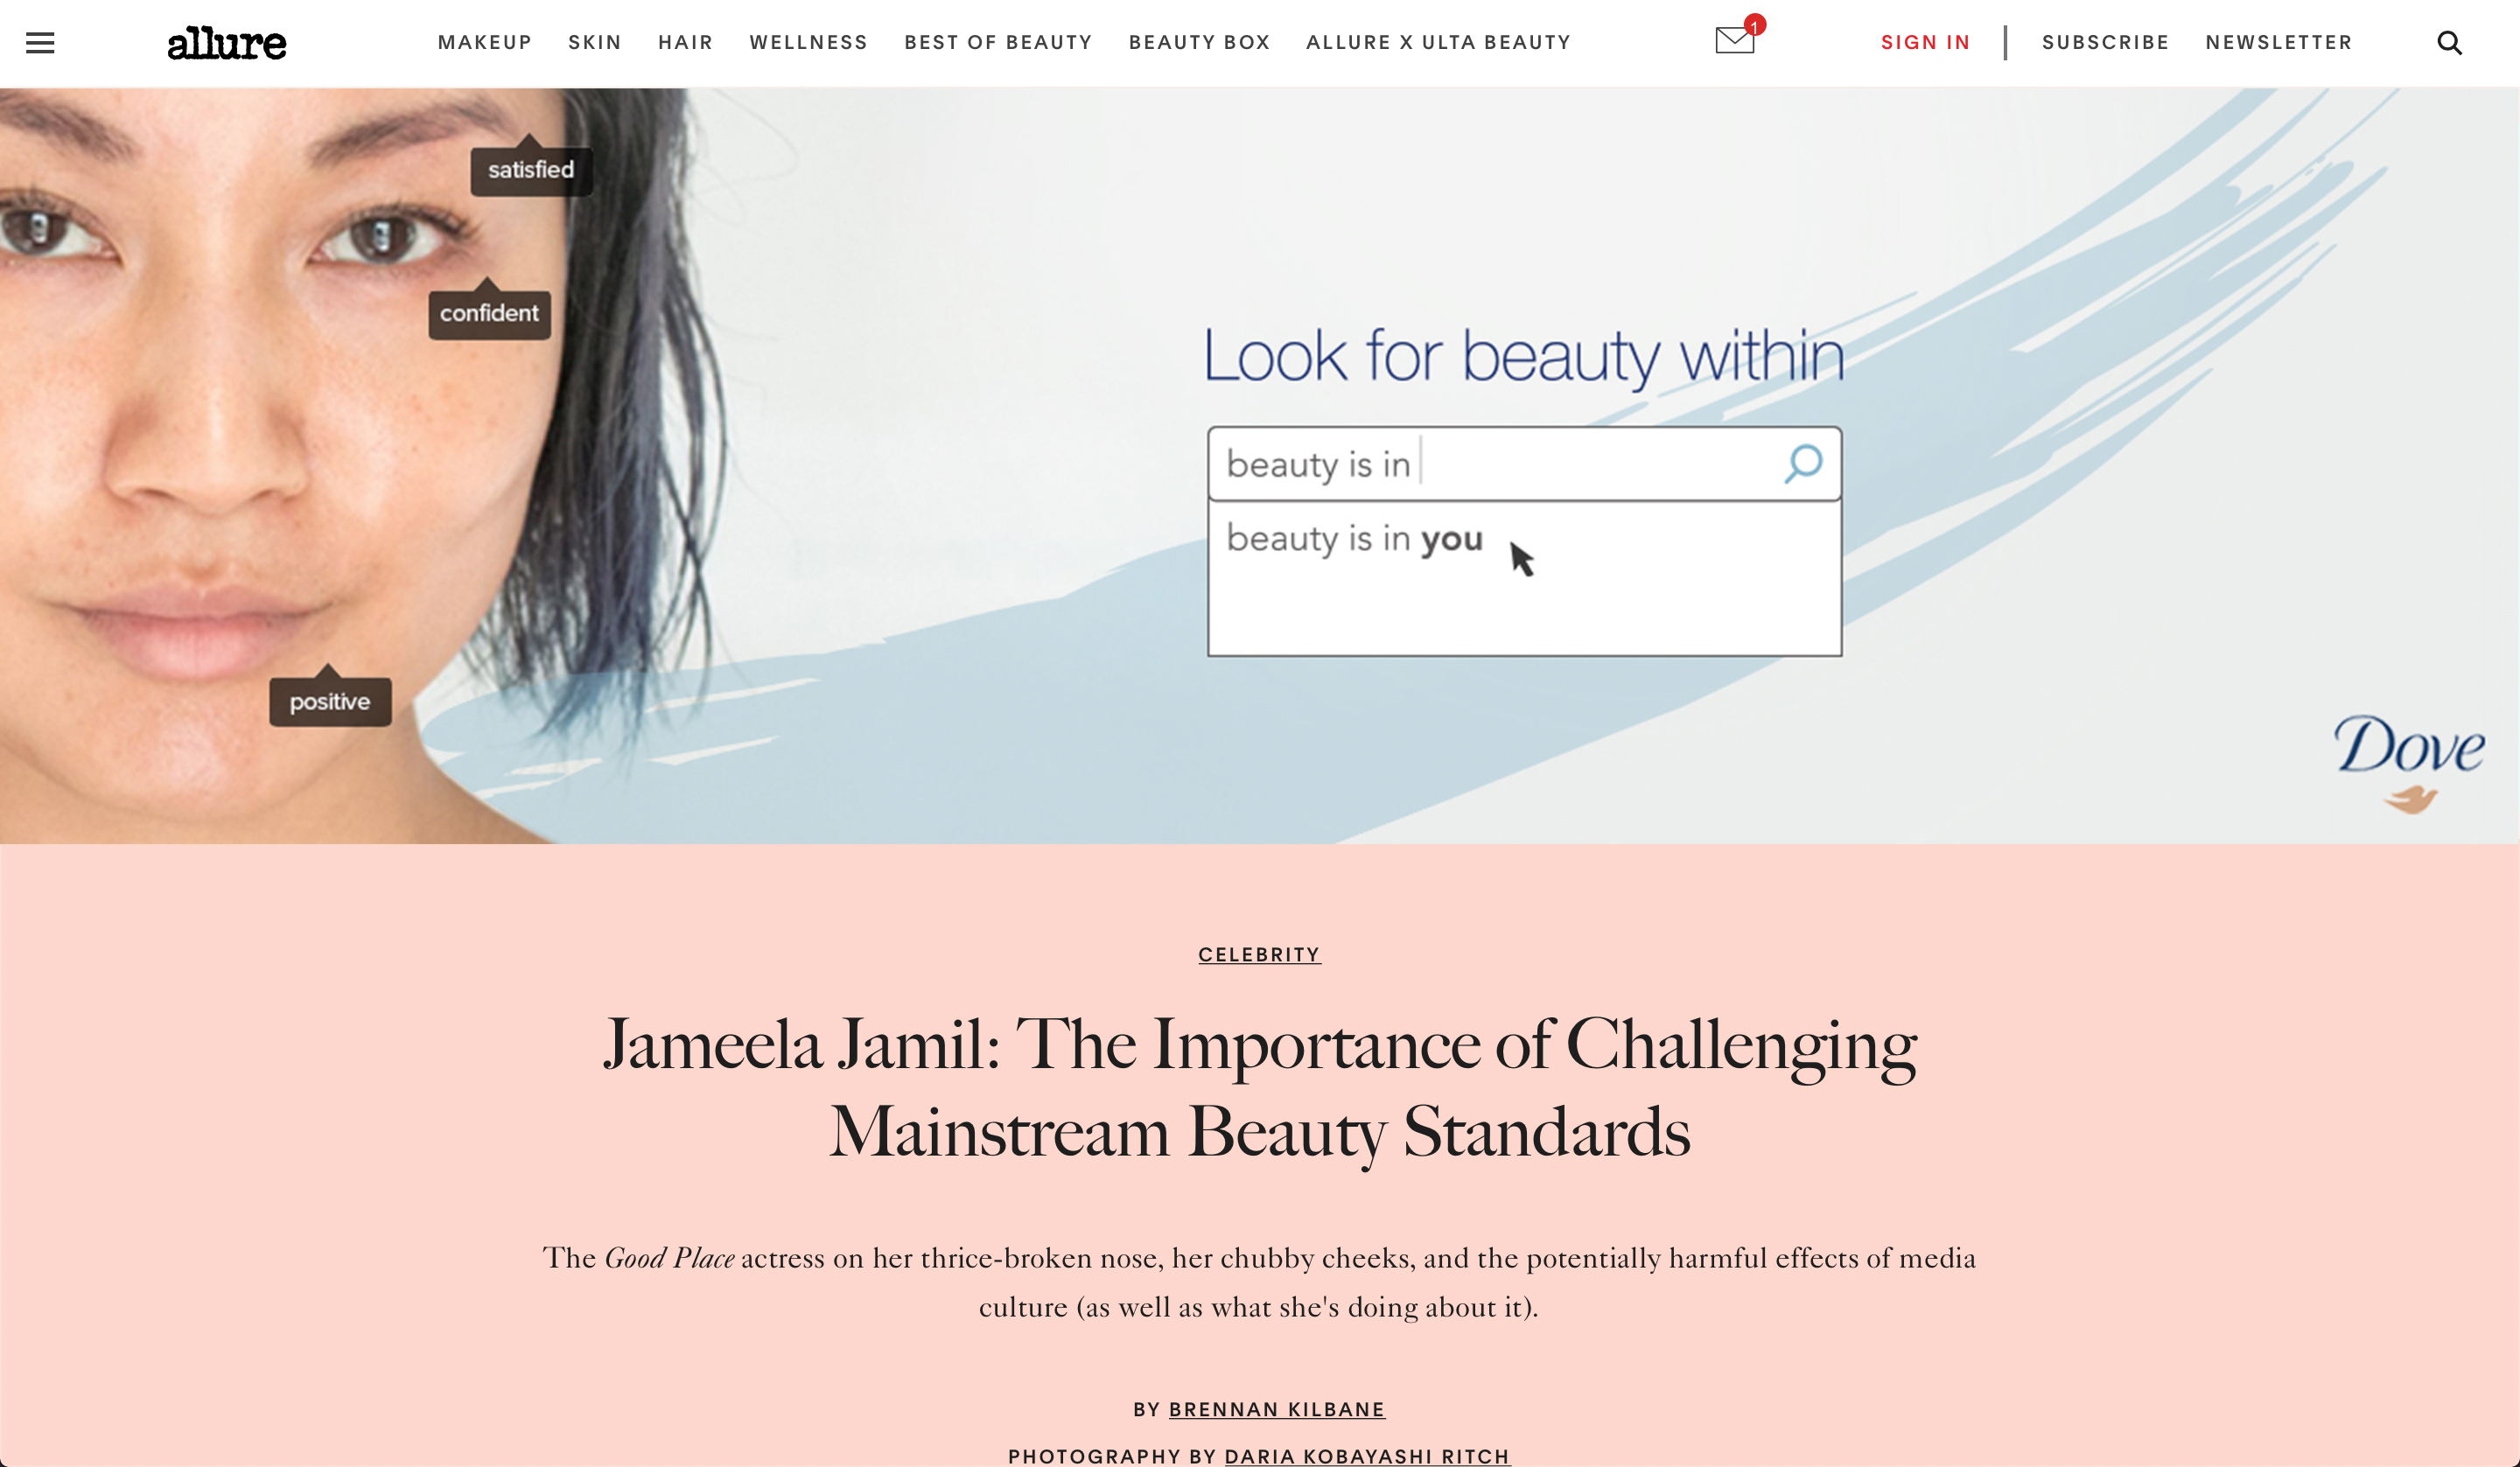 allure
MAKEUP SKIN HAIR WELLNESS BEST OF BEAUTY BEAUTY BOX ALLURE X ULTA BEAUTY 1 SIGN IN SUBSCRIBE NEWSLETTER
satisfied
confident
positive
Look for beauty within
beauty is in
beauty is in you
Dove
CELEBRITY
Jameela Jamil: The Importance of Challenging
Mainstream Beauty Standards
The Good Place actress on her thrice-broken nose, her chubby cheeks, and the potentially harmful effects of media
culture (as well as what she's doing about it).
BY BRENNAN KILBANE
PHOTOGRAPHY BY DARIA KOBAYASHI RITCH